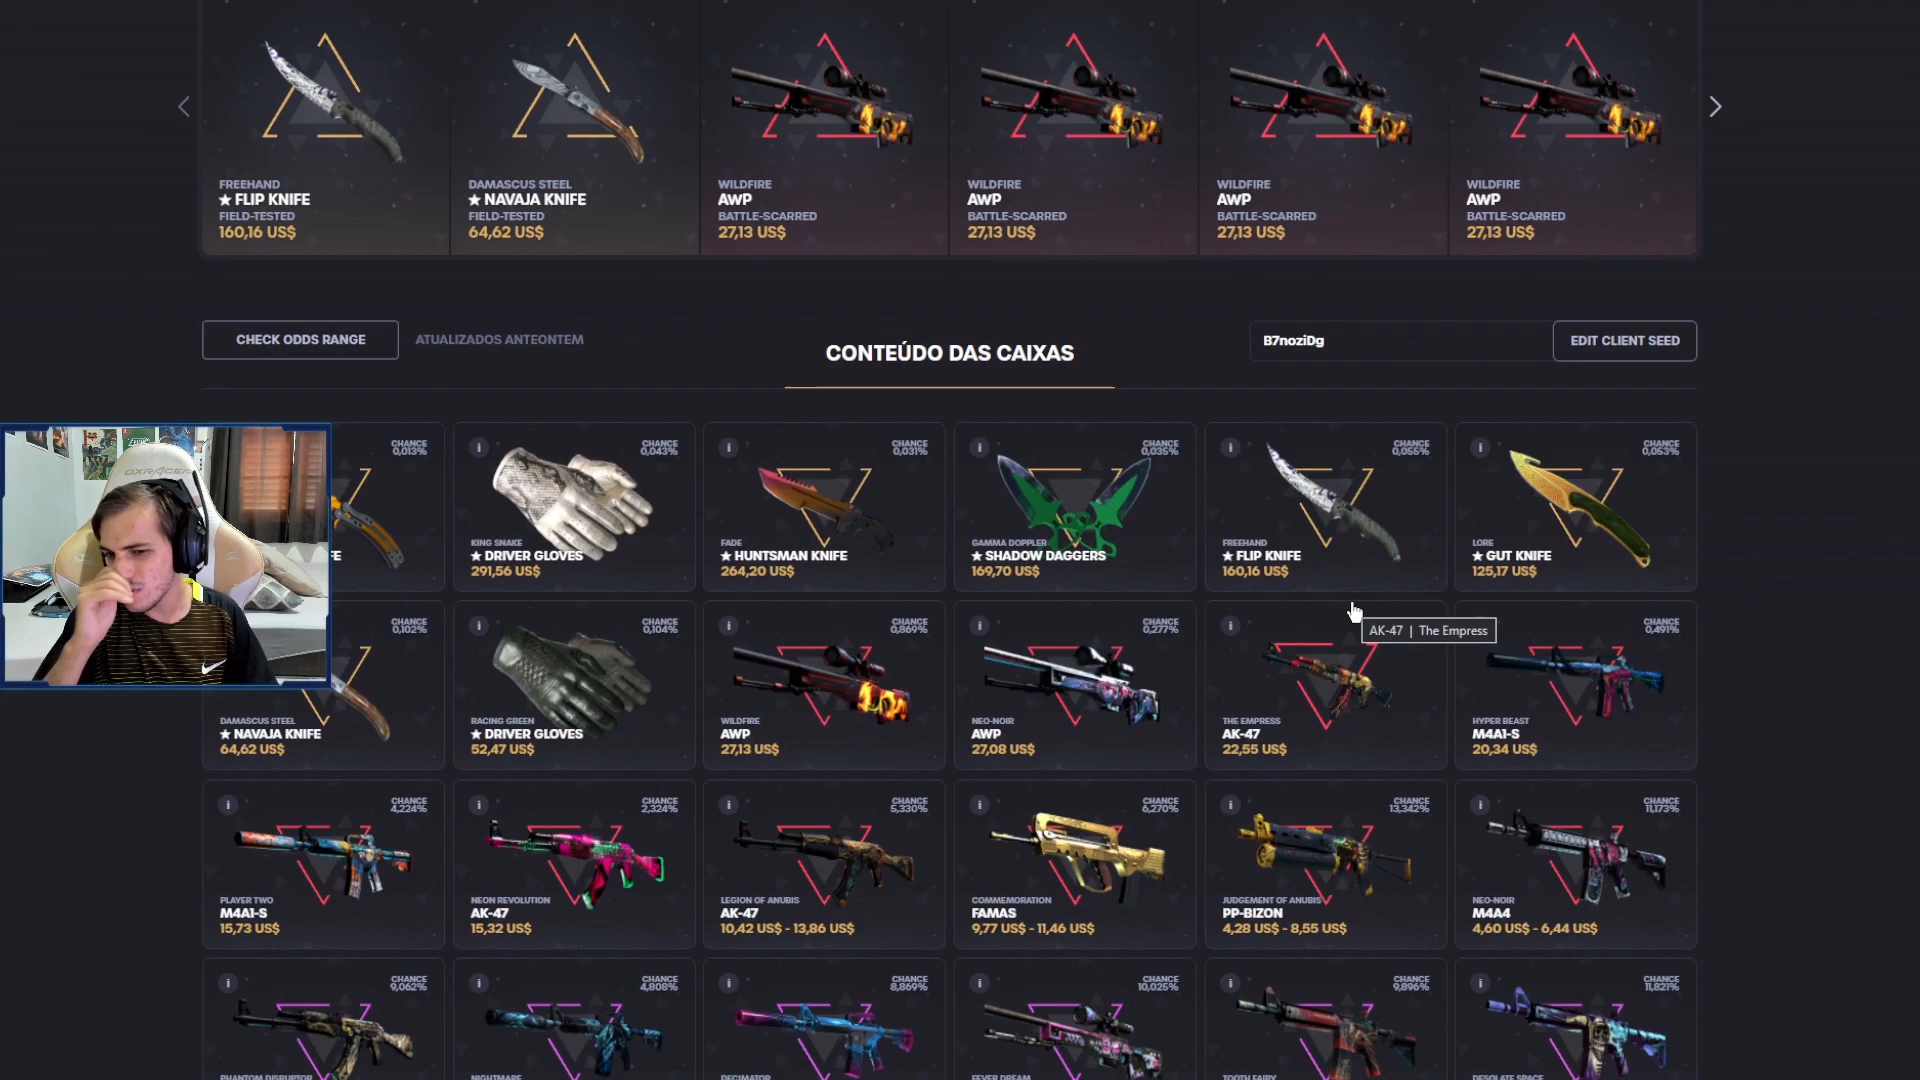 FREEHAND
★ FLIP KNIFE
FIELD-TESTED
160,16 US$
DAMASCUS STEEL
★ NAVAJA KNIFE
FIELD-TESTED
64,62 US$
WILDFIRE
AWP
BATTLE-SCARRED
27,13 US$
WILDFIRE
AWP
BATTLE-SCARRED
27,13 US$
WILDFIRE
AWP
BATTLE-SCARRED
27,13 US$
WILDFIRE
AWP
BATTLE-SCARRED
27,13 US$
CHECK ODDS RANGE
ATUALIZADOS ANTEONTEM
CONTEÚDO DAS CAIXAS
B7noziDg
EDIT CLIENT SEED
CHANCE
0,013%
FE
CHANCE
0,043%
KING SNAKE
★ DRIVER GLOVES
291,56 US$
CHANCE
0,031%
FADE
★ HUNTSMAN KNIFE
264,20 US$
CHANCE
0,035%
GAMMA DOPPLER
★ SHADOW DAGGERS
169,70 US$
CHANCE
0,055%
FREEHAND
★ FLIP KNIFE
160,16 US$
CHANCE
0,053%
LORE
★ GUT KNIFE
125,17 US$
CHANCE
0,102%
DAMASCUS STEEL
★ NAVAJA KNIFE
64,62 US$
CHANCE
0,104%
RACING GREEN
★ DRIVER GLOVES
52,47 US$
CHANCE
0,869%
WILDFIRE
AWP
27,13 US$
CHANCE
0,277%
NEO-NOIR
AWP
27,08 US$
AK-47 | The Empress
THE EMPRESS
AK-47
22,55 US$
CHANCE
0,491%
HYPER BEAST
M4A1-S
20,34 US$
CHANCE
4,224%
PLAYER TWO
M4A1-S
15,73 US$
CHANCE
2,324%
NEON REVOLUTION
AK-47
15,32 US$
CHANCE
5,330%
LEGION OF ANUBIS
AK-47
10,42 US$ - 13,86 US$
CHANCE
6,270%
COMMEMORATION
FAMAS
9,77 US$ - 11,46 US$
CHANCE
13,342%
JUDGEMENT OF ANUBIS
PP-BIZON
4,28 US$ - 8,55 US$
CHANCE
11,173%
NEO-NOIR
M4A4
4,60 US$ - 6,44 US$
CHANCE
9,062%
PHANTOM DISRUPTOR
CHANCE
4,808%
NIGHTMARE
CHANCE
8,869%
DECIMATOR
CHANCE
10,025%
FEVER DREAM
CHANCE
9,896%
TOOTH FAIRY
CHANCE
11,821%
DESOLATE SPACE
DXRACER